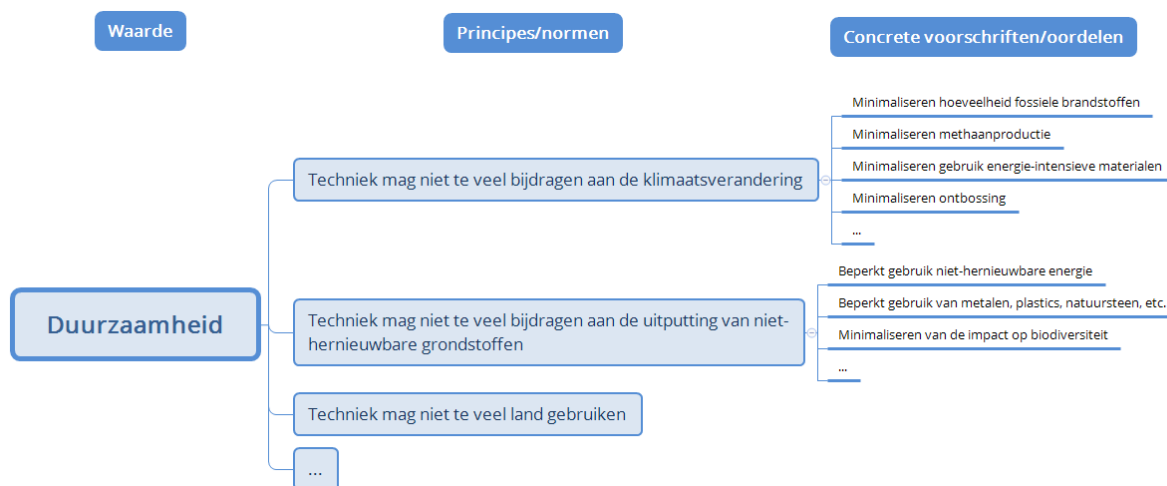 Waarde
Principes/normen
Concrete voorschriften/oordelen
Minimaliseren hoeveelheid fossiele brandstoffen
Minimaliseren methaanproductie
Techniek mag niet te veel bijdragen aan de klimaatsverandering
Minimaliseren gebruik energie-intensieve materialen
Minimaliseren ontbossing
...
Duurzaamheid
Techniek mag niet te veel bijdragen aan de uitputting van niet-
hernieuwbare grondstoffen
Beperkt gebruik niet-hernieuwbare energie
Beperkt gebruik van metalen, plastics, natuursteen, etc.
Minimaliseren van de impact op biodiversiteit
...
Techniek mag niet te veel land gebruiken
...